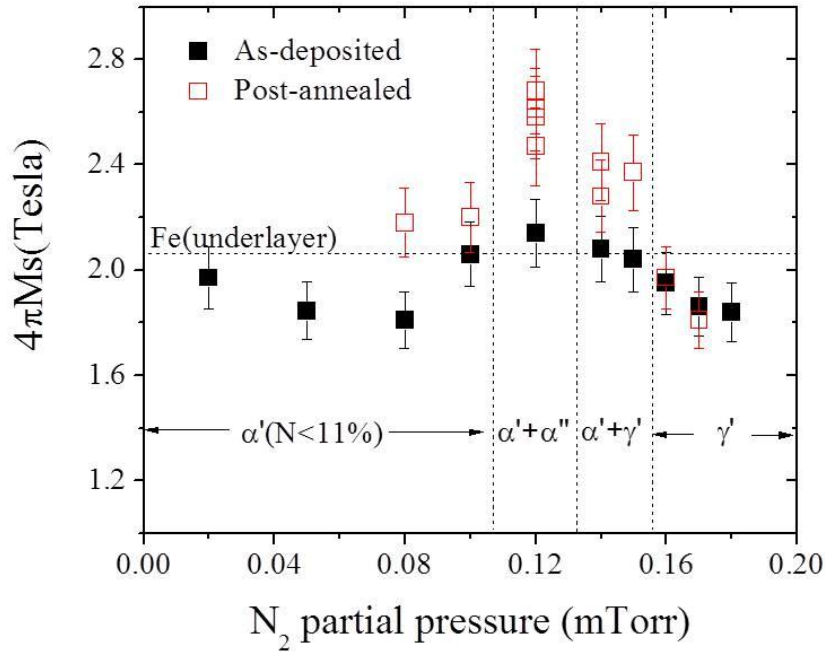 As-deposited
Post-annealed
Fe(underlayer)
4πMs(Tesla)
2.8
2.4
2.0
1.6
1.2
α'(N<11%)
α'+α"
α'+γ'
γ'
0.00
0.04
0.08
0.12
0.16
0.20
N₂ partial pressure (mTorr)